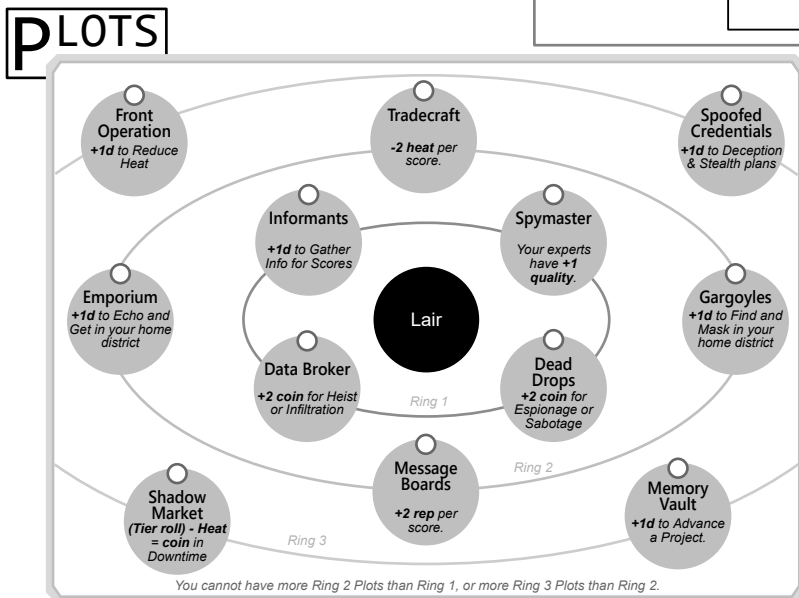 PLOTS
Front
Operation
+1d to Reduce
Heat
Tradecraft
-2 heat per
score.
Spoofed
Credentials
+1d to Deception
& Stealth plans
Informants
+1d to Gather
Info for Scores
Spymaster
Your experts
have +1
quality.
Emporium
+1d to Echo and
Get in your home
district
Lair
Gargoyles
+1d to Find and
Mask in your
home district
Data Broker
+2 coin for Heist
or Infiltration
Dead
Drops
+2 coin for
Espionage or
Sabotage
Ring 1
Message
Boards
+2 rep per
score.
Ring 2
Shadow
Market
(Tier roll) - Heat
= coin in
Downtime
Ring 3
Memory
Vault
+1d to Advance
a Project.
You cannot have more Ring 2 Plots than Ring 1, or more Ring 3 Plots than Ring 2.